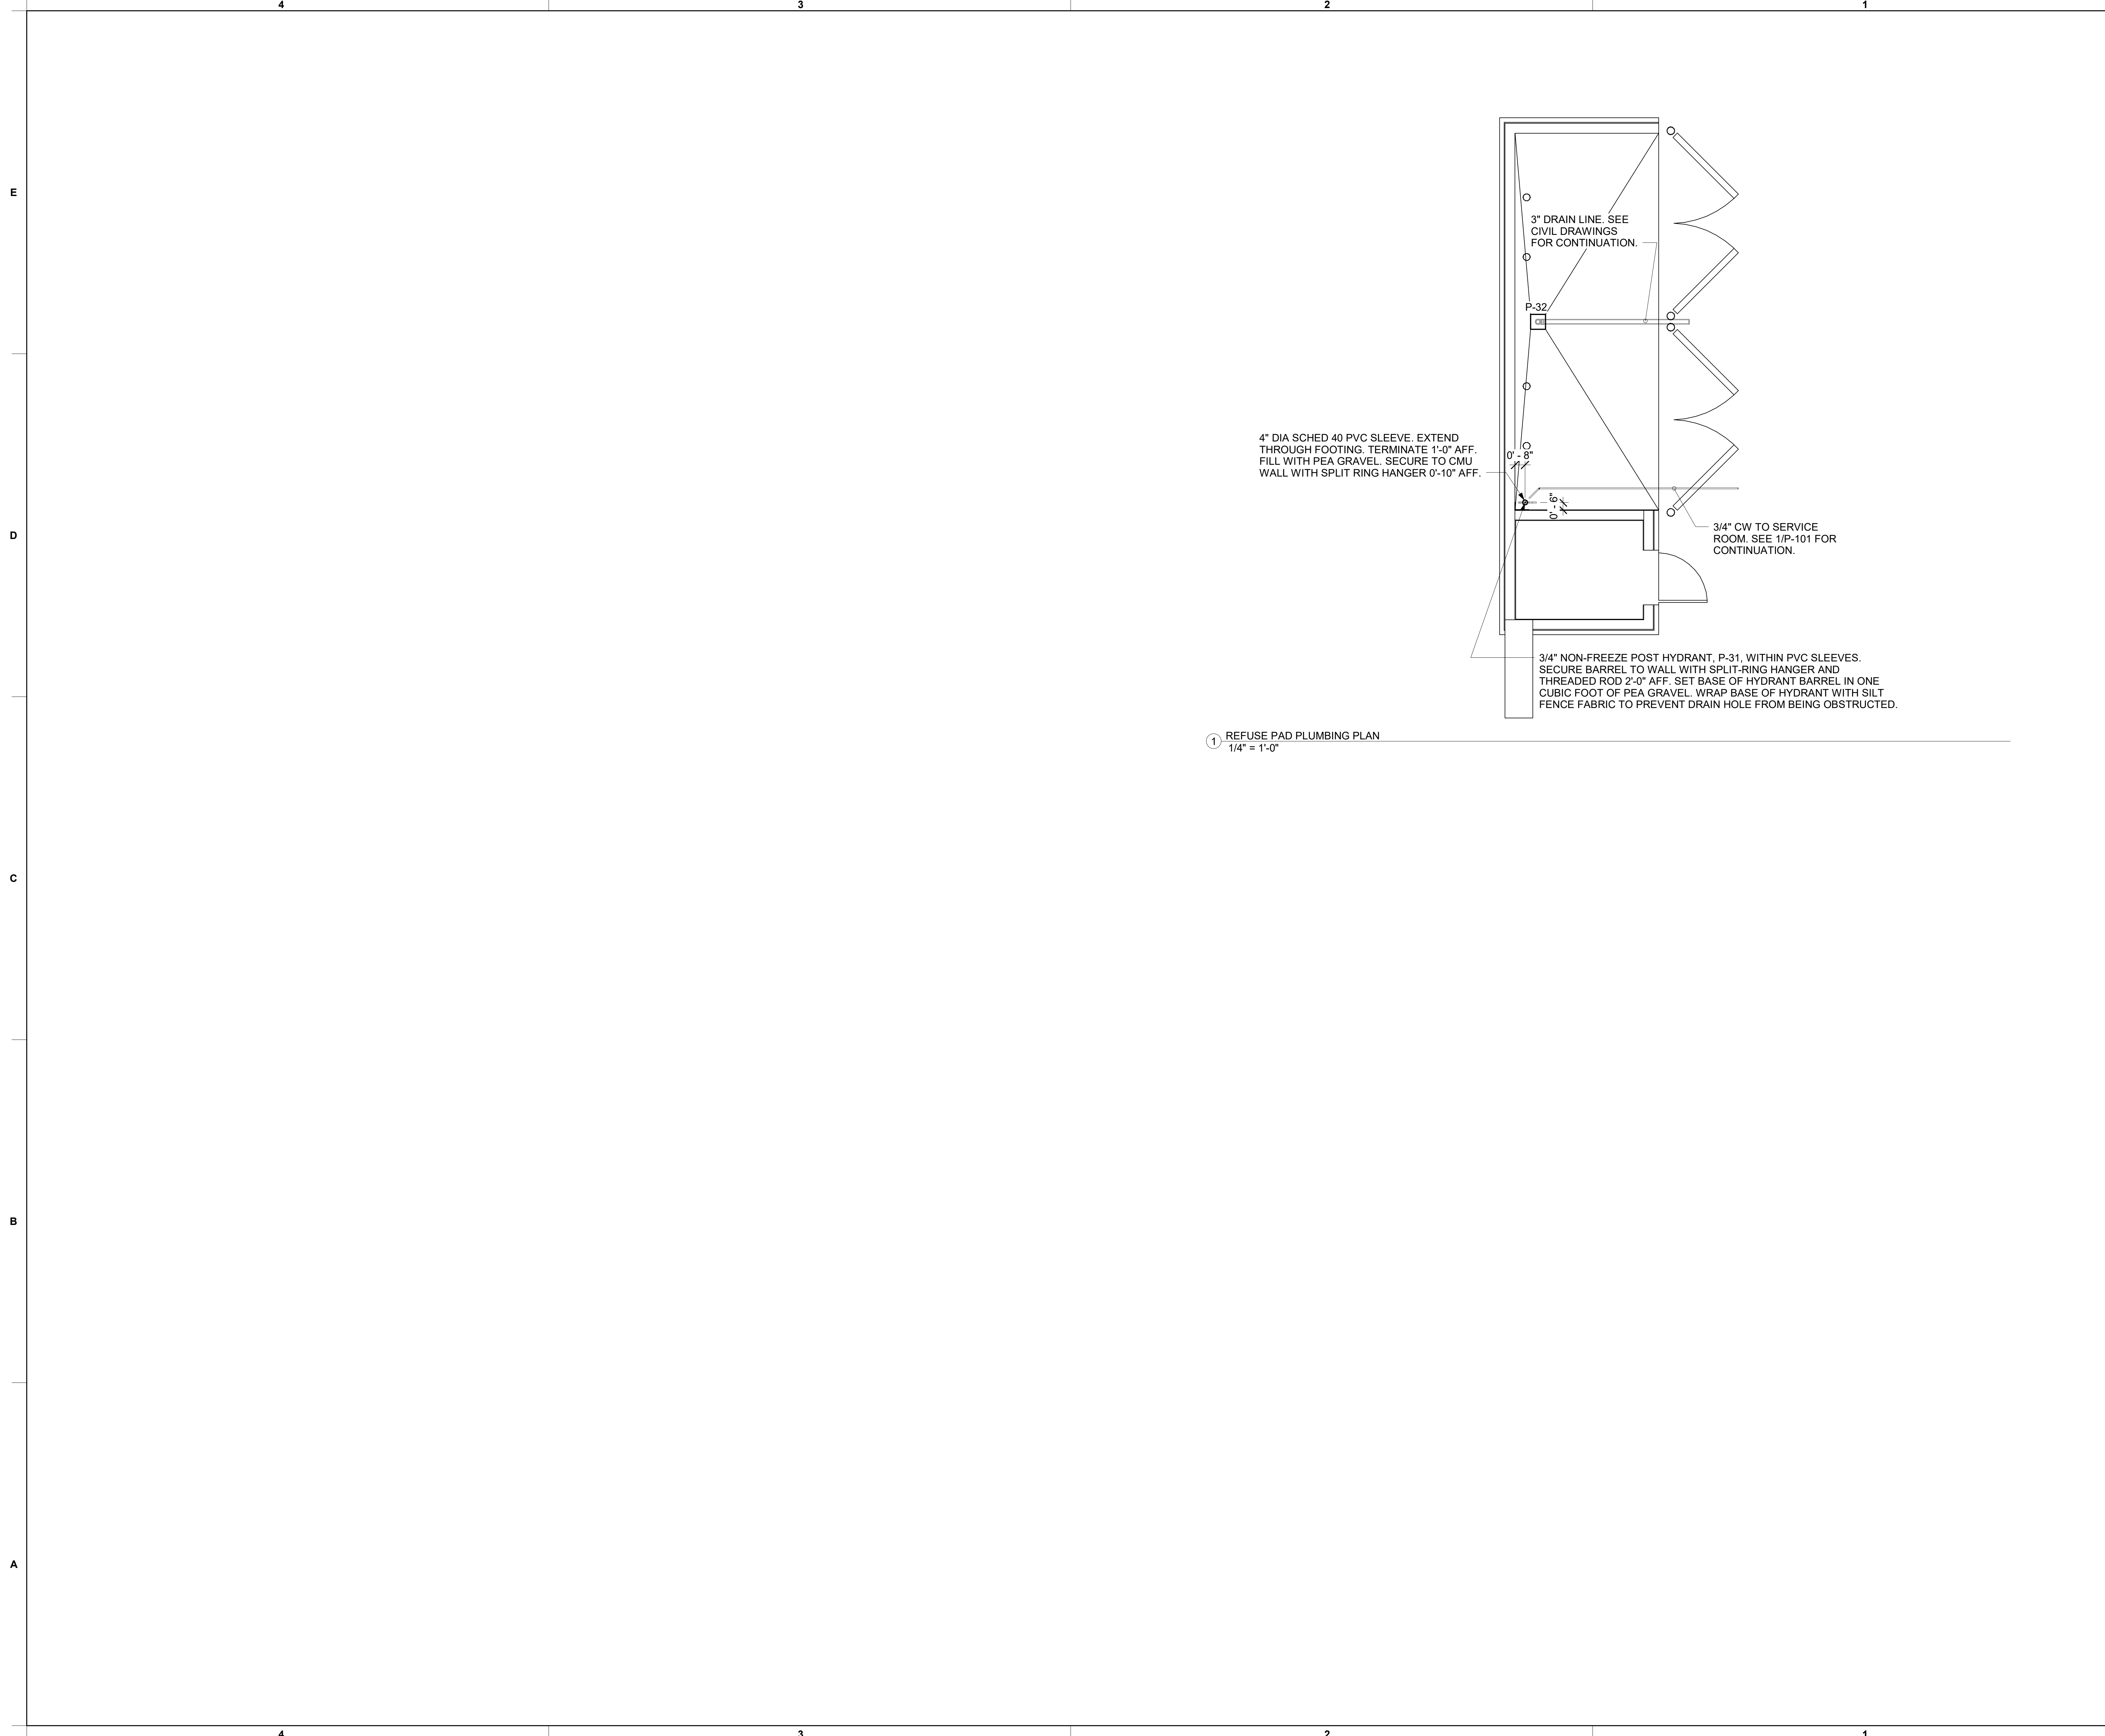 4 3 2 1
E
3" DRAIN LINE. SEE
CIVIL DRAWINGS
FOR CONTINUATION.
P-32
4" DIA SCHED 40 PVC SLEEVE. EXTEND
THROUGH FOOTING. TERMINATE 1'-0" AFF.
FILL WITH PEA GRAVEL. SECURE TO CMU
WALL WITH SPLIT RING HANGER 0'-10" AFF.
0' - 8"
0' - 6"
D
3/4" CW TO SERVICE
ROOM. SEE 1/P-101 FOR
CONTINUATION.
3/4" NON-FREEZE POST HYDRANT, P-31, WITHIN PVC SLEEVES.
SECURE BARREL TO WALL WITH SPLIT-RING HANGER AND
THREADED ROD 2'-0" AFF. SET BASE OF HYDRANT BARREL IN ONE
CUBIC FOOT OF PEA GRAVEL. WRAP BASE OF HYDRANT WITH SILT
FENCE FABRIC TO PREVENT DRAIN HOLE FROM BEING OBSTRUCTED.
1 REFUSE PAD PLUMBING PLAN
1/4" = 1'-0"
C
B
A
4 3 2 1